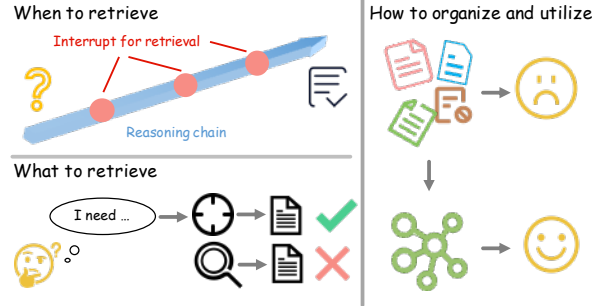 When to retrieve
Interrupt for retrieval
Reasoning chain
What to retrieve
I need ...
How to organize and utilize